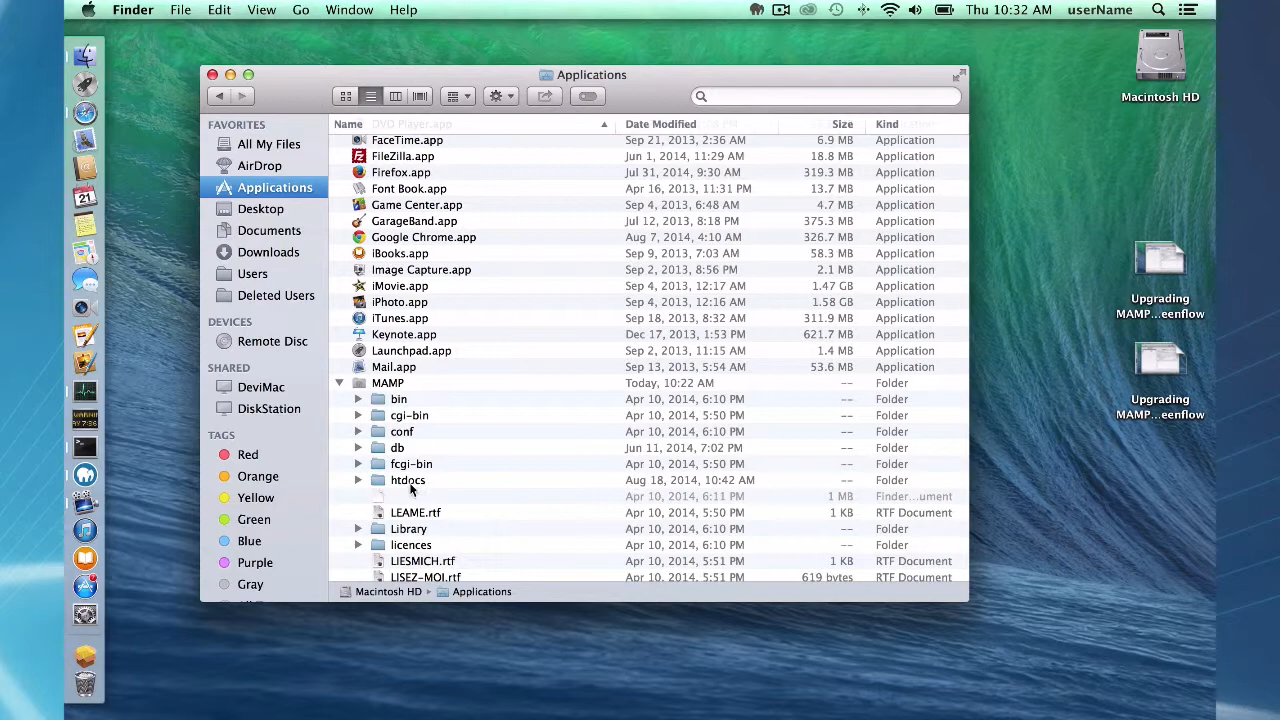 Finder File Edit View Go Window Help Thu 10:32 AM userName
Applications
Macintosh HD
FAVORITES
All My Files
AirDrop
Applications
Desktop
Documents
Downloads
Users
Deleted Users
DEVICES
Remote Disc
SHARED
DeviMac
DiskStation
TAGS
Red
Orange
Yellow
Green
Blue
Purple
Gray
Name DVD Player.app Date Modified Size Kind
FaceTime.app Sep 21, 2013, 2:36 AM 6.9 MB Application
FileZilla.app Jun 1, 2014, 11:29 AM 18.8 MB Application
Firefox.app Jul 31, 2014, 9:30 AM 319.3 MB Application
Font Book.app Apr 16, 2013, 11:31 PM 13.7 MB Application
Game Center.app Sep 4, 2013, 6:48 AM 4.7 MB Application
GarageBand.app Jul 12, 2013, 8:18 PM 375.3 MB Application
Google Chrome.app Aug 7, 2014, 4:10 AM 326.7 MB Application
iBooks.app Sep 9, 2013, 7:03 AM 58.3 MB Application
Image Capture.app Sep 2, 2013, 8:56 PM 2.1 MB Application
iMovie.app Sep 4, 2013, 12:17 AM 1.47 GB Application
iPhoto.app Sep 4, 2013, 12:16 AM 1.58 GB Application
iTunes.app Sep 18, 2013, 8:32 AM 311.9 MB Application
Keynote.app Dec 17, 2013, 1:53 PM 621.7 MB Application
Launchpad.app Sep 2, 2013, 11:15 AM 1.4 MB Application
Mail.app Sep 13, 2013, 5:54 AM 53.6 MB Application
MAMP Today, 10:22 AM -- Folder
bin Apr 10, 2014, 6:10 PM -- Folder
cgi-bin Apr 10, 2014, 5:50 PM -- Folder
conf Apr 10, 2014, 6:10 PM -- Folder
db Jun 11, 2014, 7:02 PM -- Folder
fcgi-bin Apr 10, 2014, 5:50 PM -- Folder
htdocs Aug 18, 2014, 10:42 AM -- Folder
Apr 10, 2014, 6:11 PM 1 MB Finder...ument
LEAME.rtf Apr 10, 2014, 5:50 PM 1 KB RTF Document
Library Apr 10, 2014, 6:10 PM -- Folder
licences Apr 10, 2014, 6:10 PM -- Folder
LIESMICH.rtf Apr 10, 2014, 5:51 PM 1 KB RTF Document
LISEZ-MOI.rtf Apr 10, 2014, 5:51 PM 619 bytes RTF Document
Macintosh HD Applications
Upgrading
MAMP...eenflow
Upgrading
MAMP...eenflow